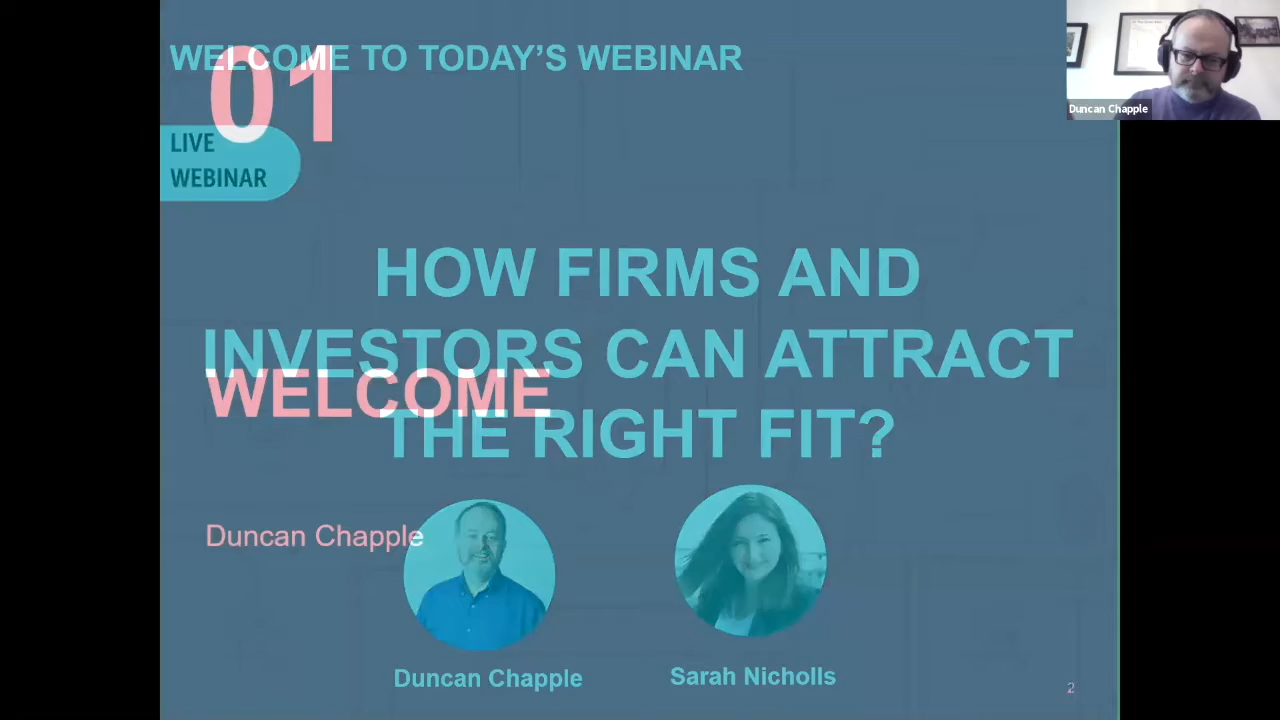 WELCOME TO TODAY'S WEBINAR
01
LIVE
WEBINAR
HOW FIRMS AND
INVESTORS CAN ATTRACT
WELCOME
THE RIGHT FIT?
Duncan Chapple
Duncan Chapple
Sarah Nicholls
2
Duncan Chapple